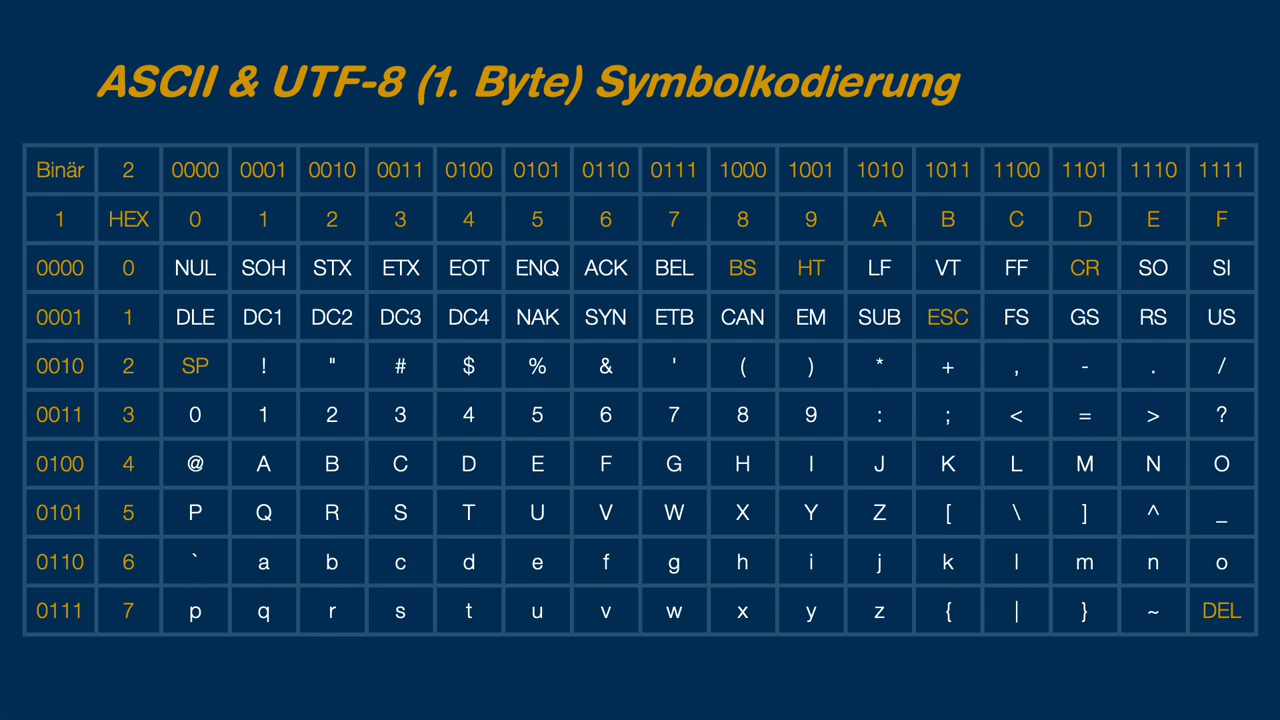 ASCII & UTF-8 (1. Byte) Symbolkodierung
Binär 2 0000 0001 0010 0011 0100 0101 0110 0111 1000 1001 1010 1011 1100 1101 1110 1111
1 HEX 0 1 2 3 4 5 6 7 8 9 A B C D E F
0000 0 NUL SOH STX ETX EOT ENQ ACK BEL BS HT LF VT FF CR SO SI
0001 1 DLE DC1 DC2 DC3 DC4 NAK SYN ETB CAN EM SUB ESC FS GS RS US
0010 2 SP ! " # $ % & ' ( ) * + , - . /
0011 3 0 1 2 3 4 5 6 7 8 9 : ; < = > ?
0100 4 @ A B C D E F G H I J K L M N O
0101 5 P Q R S T U V W X Y Z [ \ ] ^ _
0110 6 ` a b c d e f g h i j k l m n o
0111 7 p q r s t u v w x y z { | } ~ DEL